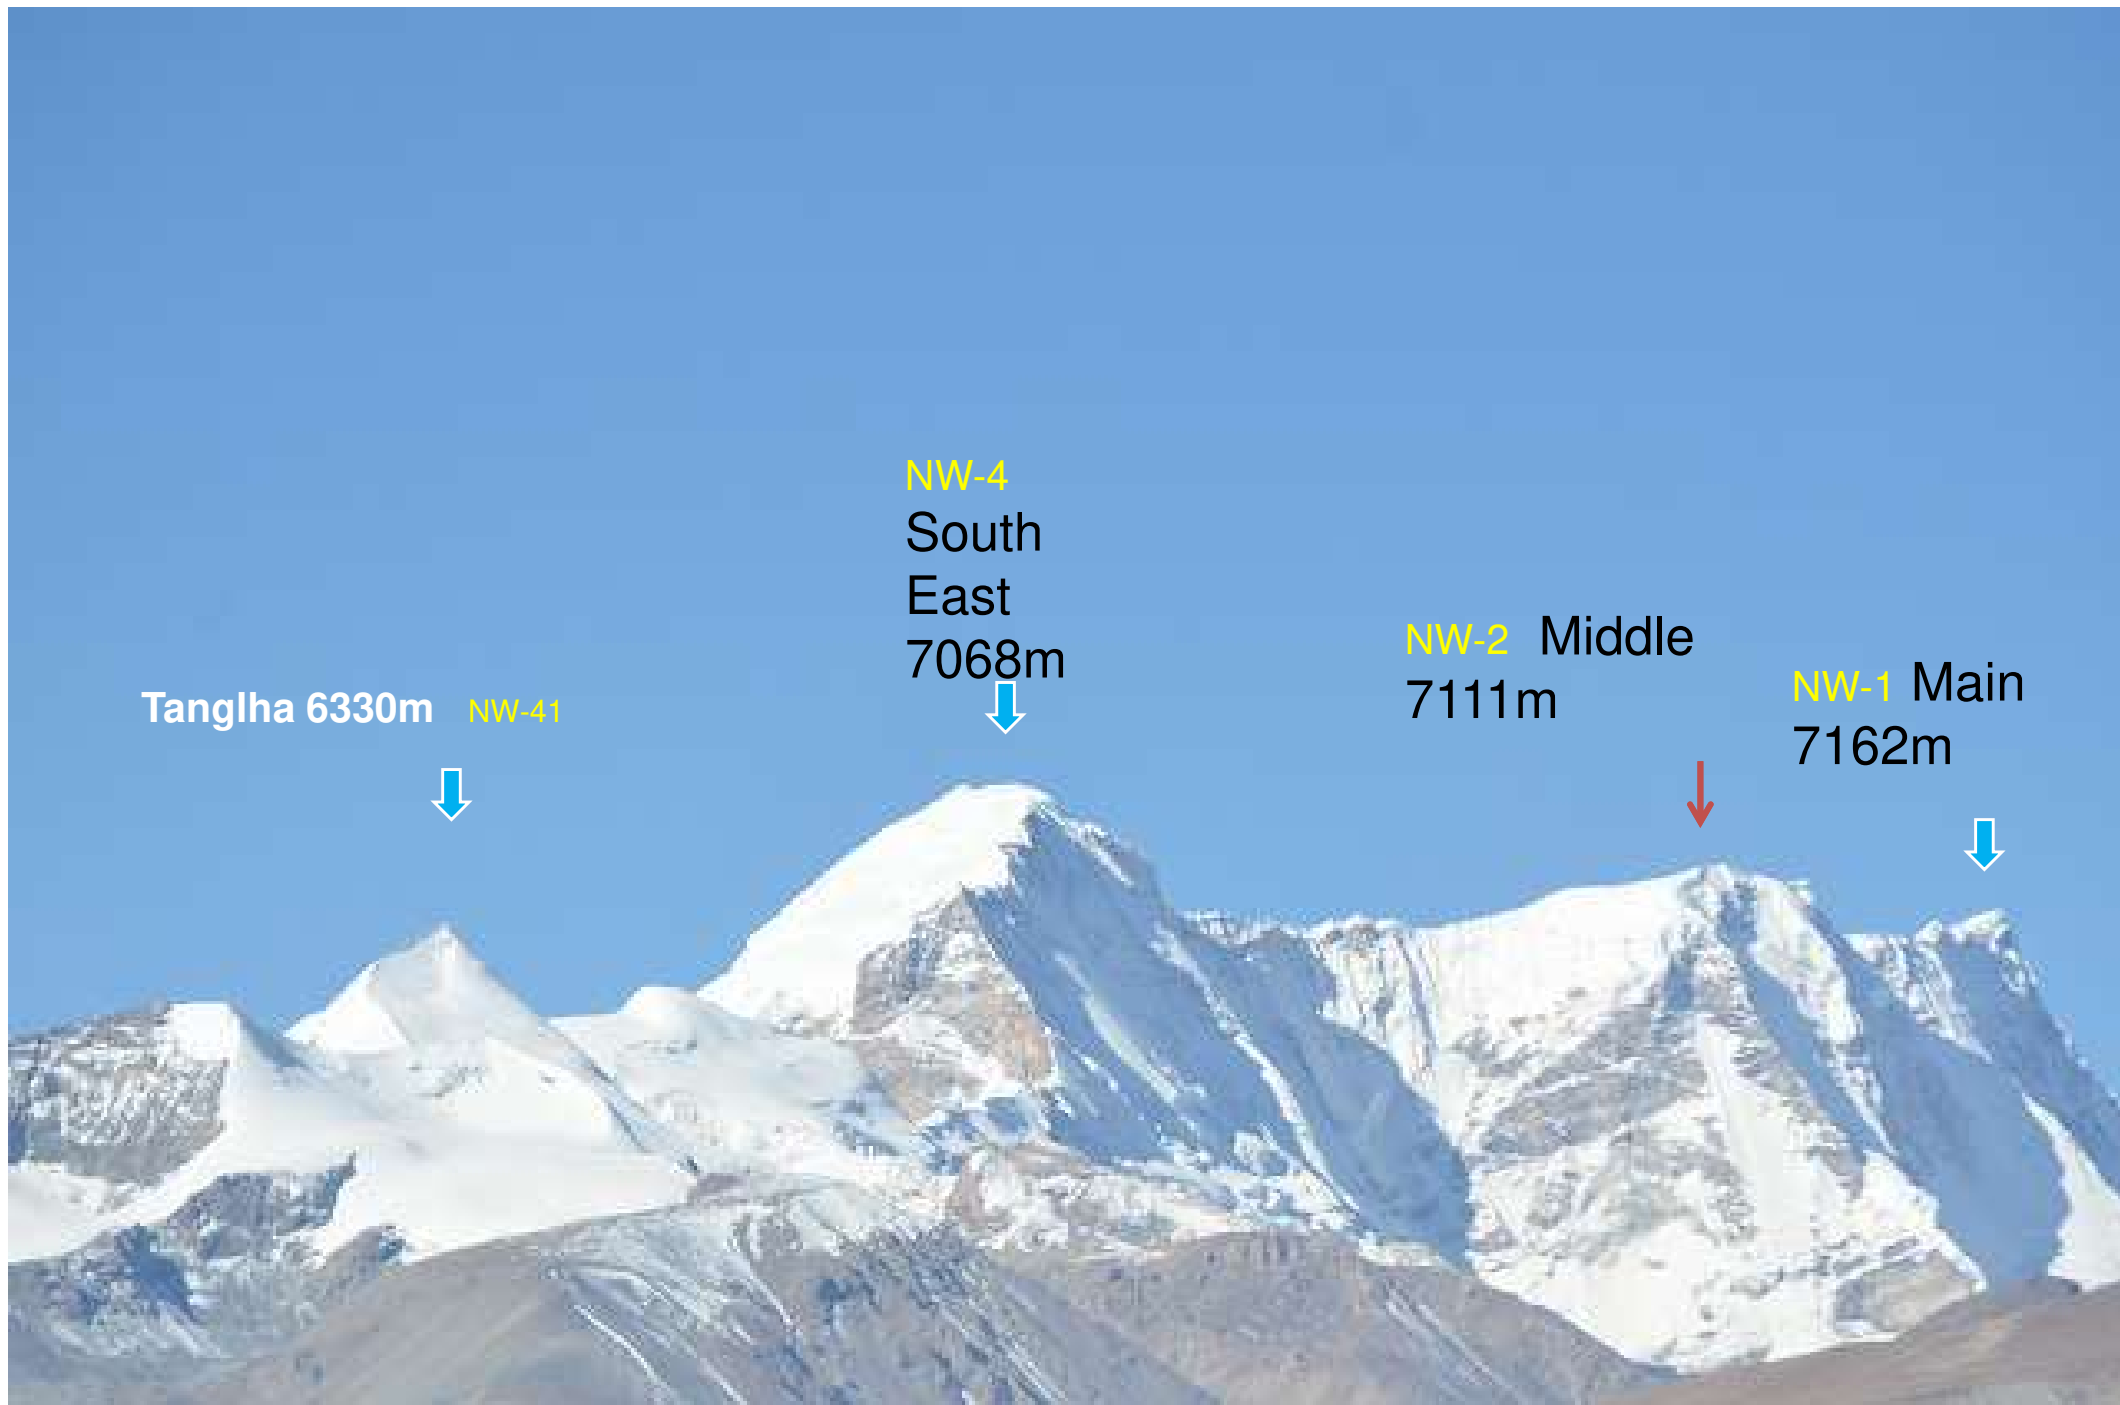 NW-4
South
East
7068m
NW-2 Middle
7111m
NW-1 Main
7162m
Tanglha 6330m NW-41